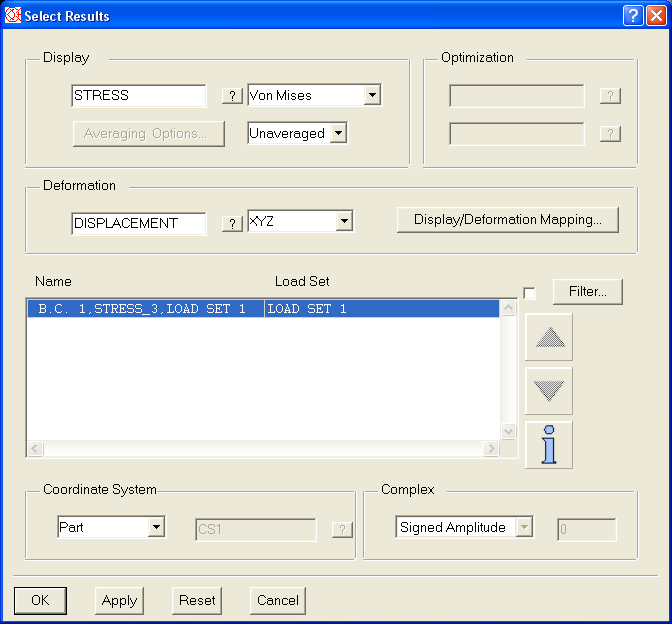 Select Results
Display
Optimization
STRESS
?
Von Mises
?
Averaging Options...
Unaveraged
?
Deformation
DISPLACEMENT
?
XYZ
Display/Deformation Mapping...
Name
Load Set
Filter...
B.C. 1,STRESS_3,LOAD SET 1
LOAD SET 1
Coordinate System
Complex
Part
CS1
?
Signed Amplitude
0
OK
Apply
Reset
Cancel